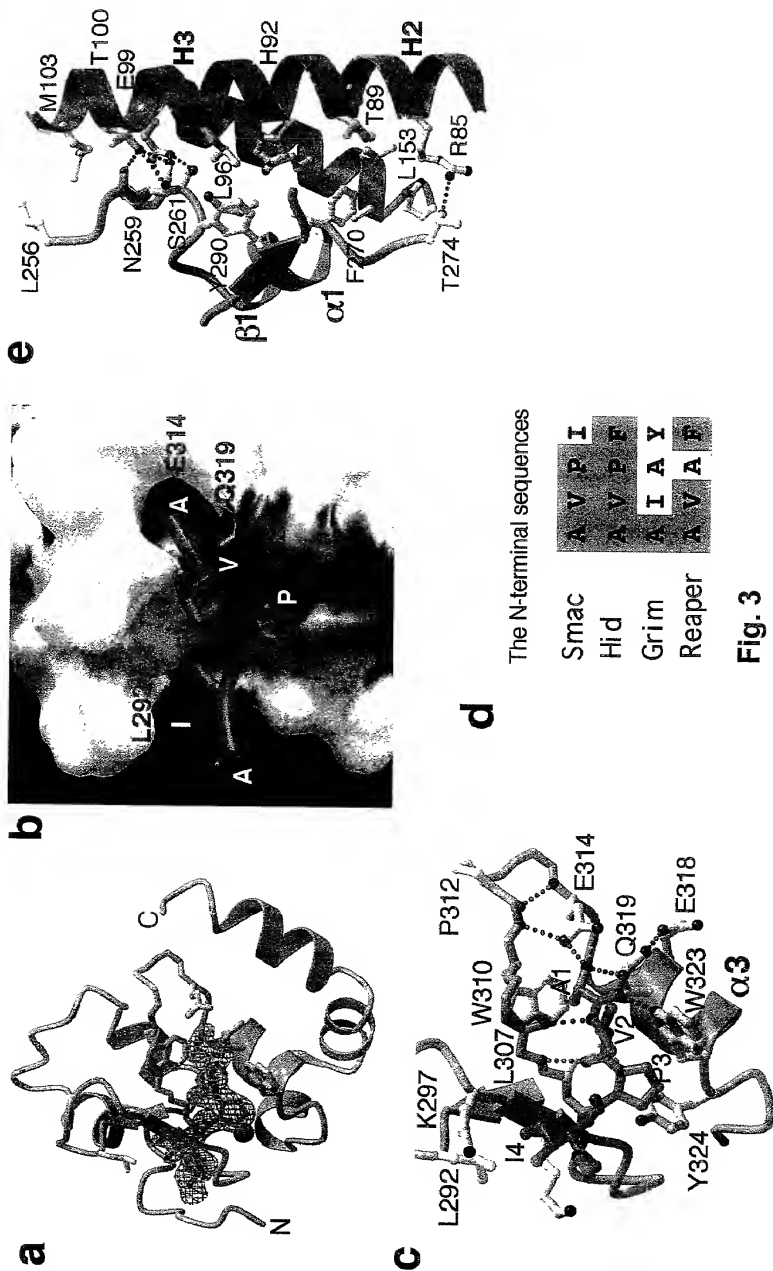 a
N
C
b
L292
I
A
V
P
A
E314
Q319
c
L292
K297
I4
L307
W310
P312
A1
E314
V2
Q319
E318
P3
W323
Y324
α3
d
The N-terminal sequences
Smac A V P I
Hid A V P F
Grim A I A Y
Reaper A V A F
e
L256
M103
T100
E99
N259
S261
H3
L96
H92
Y290
β1
α1
F270
T89
L153
H2
R85
T274
Fig. 3